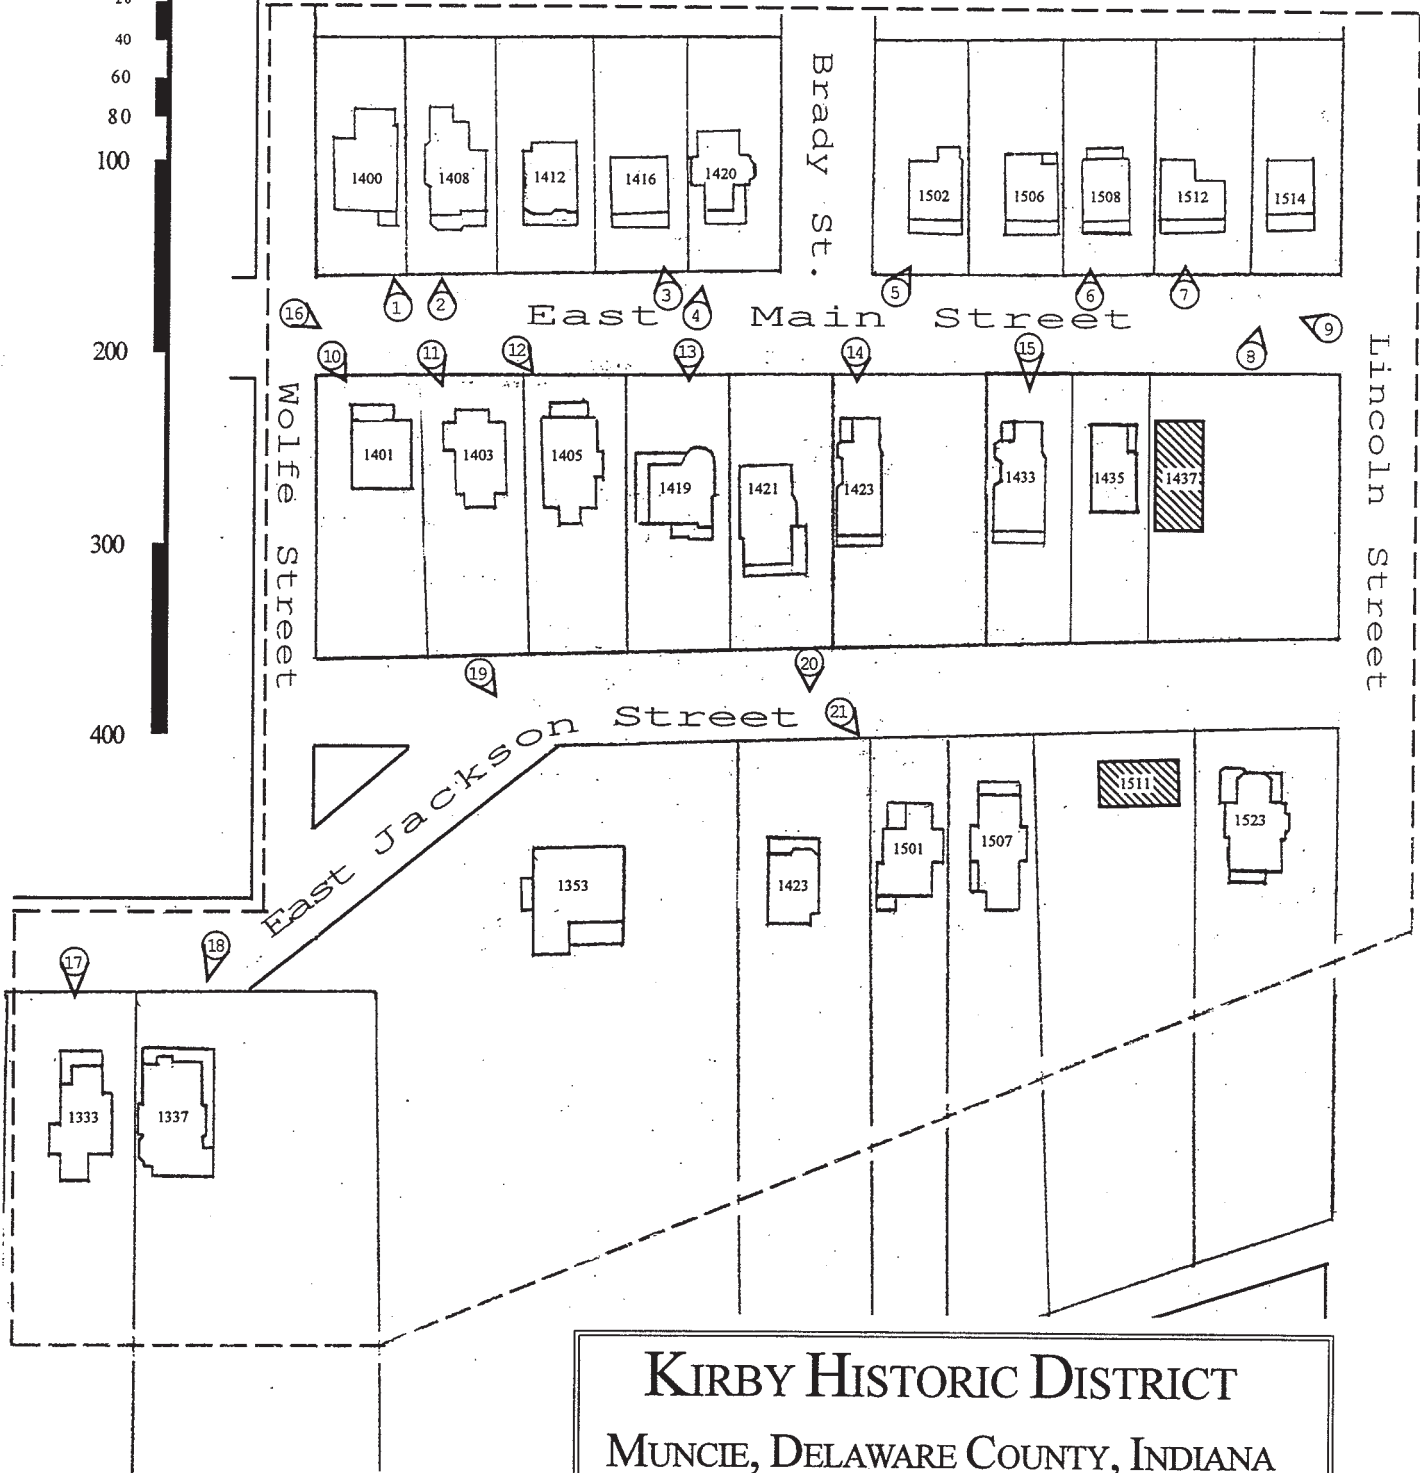 20
40
60
80
100
200
300
400
Brady St.
1400 1408 1412 1416 1420
1502 1506 1508 1512 1514
1 2 3 4 5 6 7
East Main Street
8 9
16 10 11 12 13 14 15
Wolfe Street
Lincoln Street
1401 1403 1405 1419 1421 1423 1433 1435 1437
19 20 21
East Jackson Street
1353 1423 1501 1507 1511 1523
17 18
1333 1337
KIRBY HISTORIC DISTRICT
MUNCIE, DELAWARE COUNTY, INDIANA